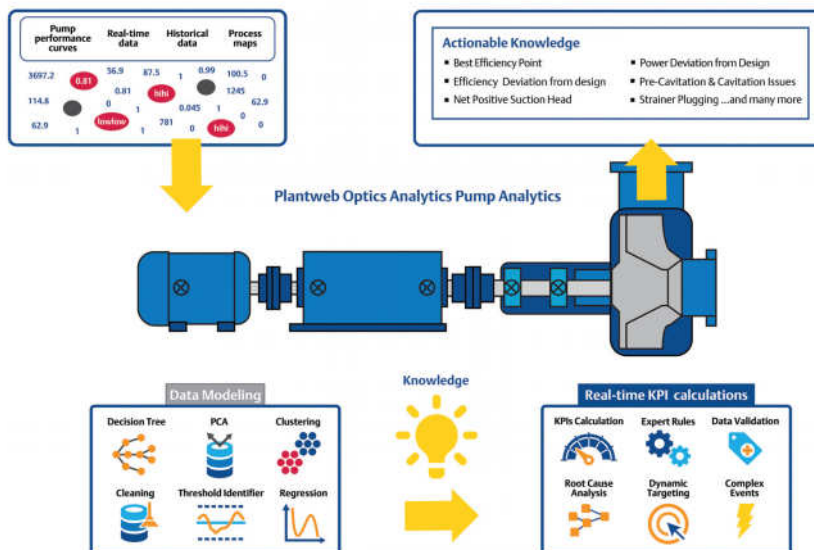 Pump performance curves
Real-time data
Historical data
Process maps
3697.2
0.81
56.9
87.5
1
0.99
100.5
0
0.81
hihi
1245
114.8
0
1
0.045
1
62.9
0
62.9
1
lowlow
1
781
0
hihi
0
Actionable Knowledge
▪ Best Efficiency Point
▪ Efficiency Deviation from design
▪ Net Positive Suction Head
▪ Power Deviation from Design
▪ Pre-Cavitation & Cavitation Issues
▪ Strainer Plugging ...and many more
Plantweb Optics Analytics Pump Analytics
Data Modeling
Decision Tree
PCA
Clustering
Cleaning
Threshold Identifier
Regression
Knowledge
Real-time KPI calculations
KPIs Calculation
Expert Rules
Data Validation
Root Cause
Analysis
Dynamic
Targeting
Complex
Events